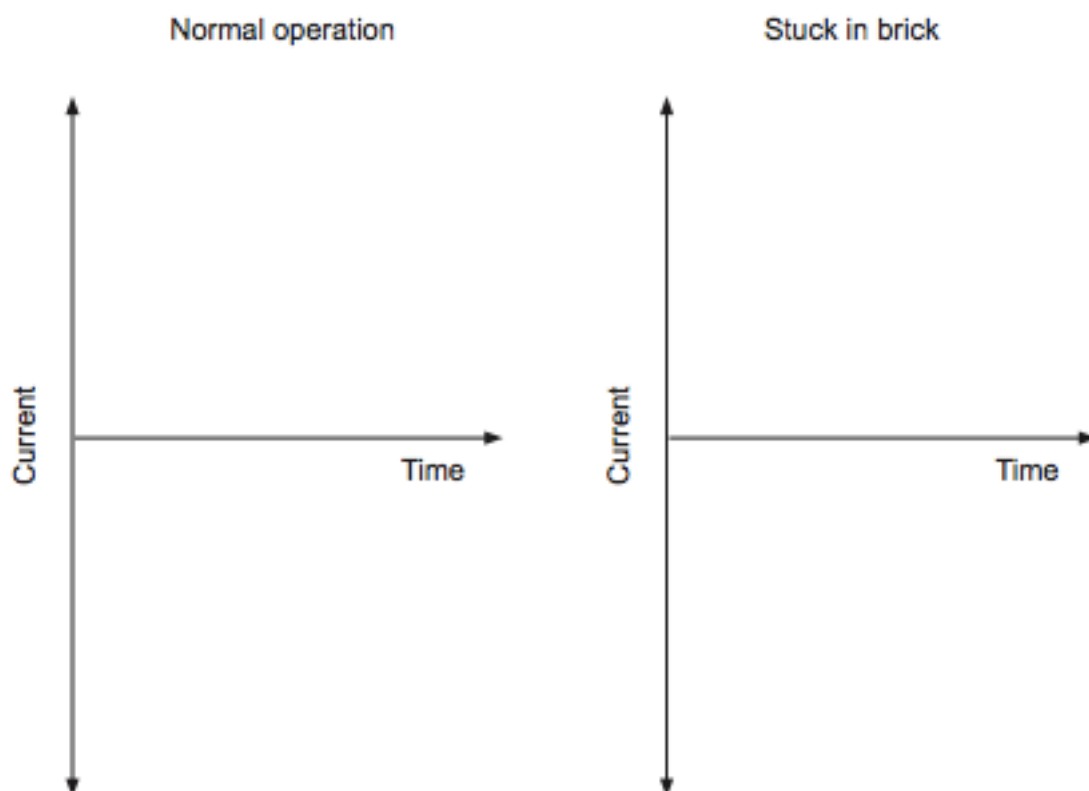 Normal operation
Stuck in brick
Current
Time
Current
Time